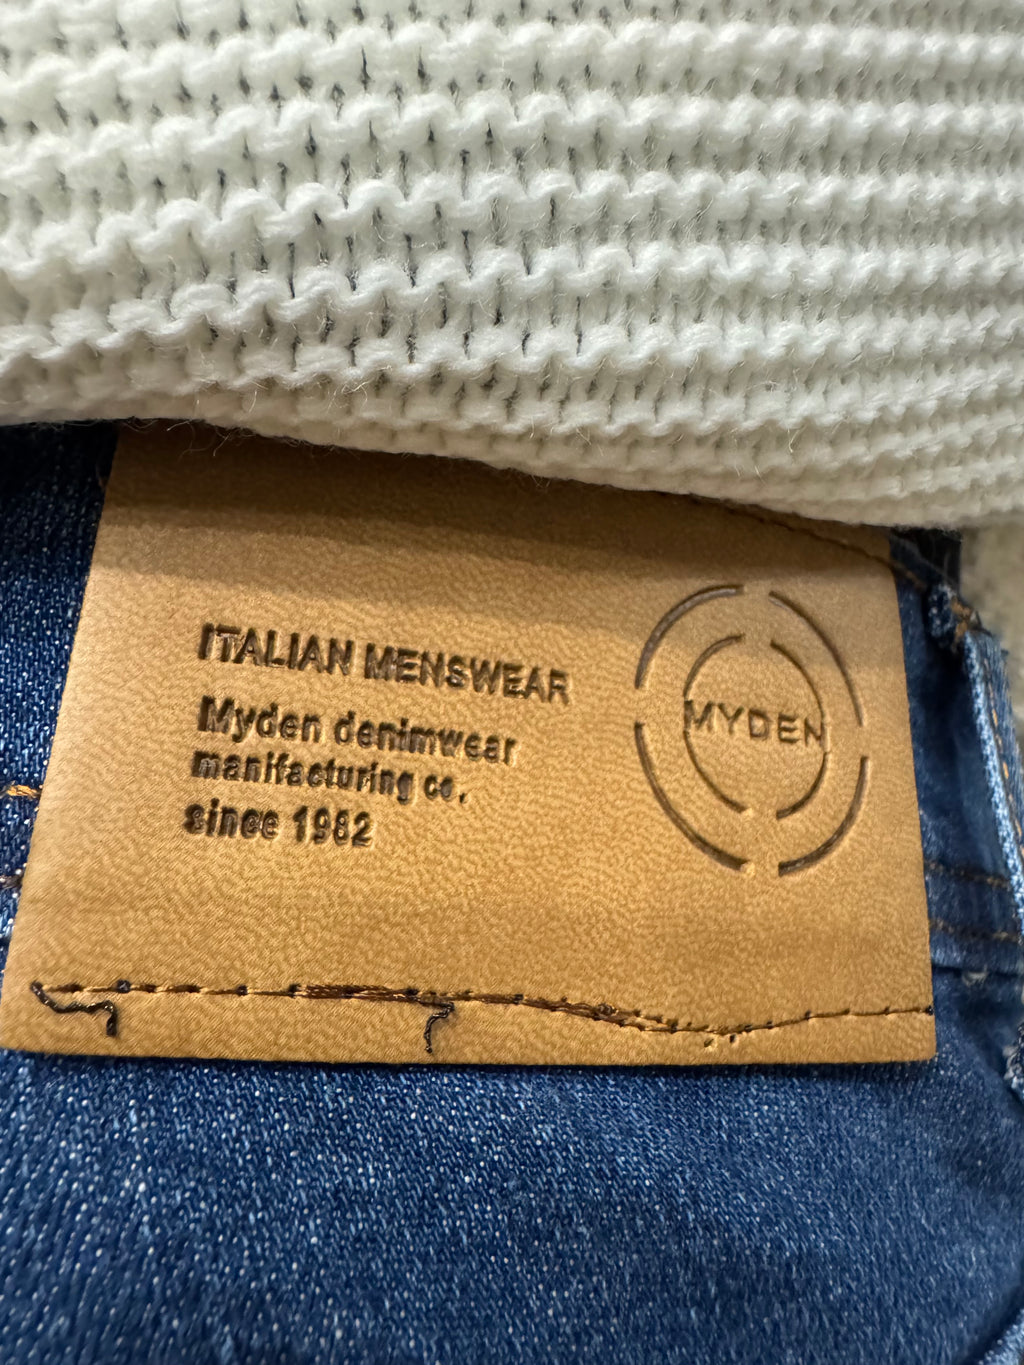 ITALIAN MENSWEAR
Myden denimwear
manifacturing co.
since 1982
MYDEN